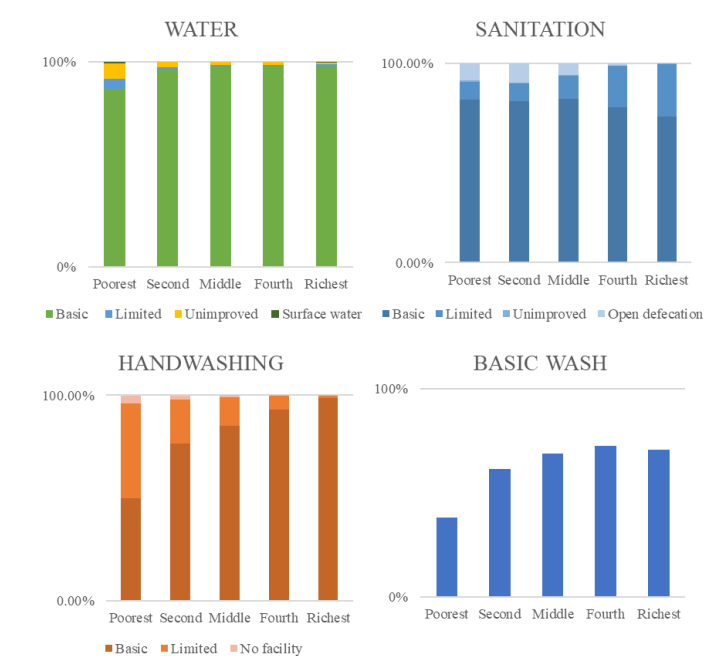 WATER
100%
0%
Poorest Second Middle Fourth Richest
Basic Limited Unimproved Surface water
SANITATION
100.00%
0.00%
Poorest Second Middle Fourth Richest
Basic Limited Unimproved Open defecation
HANDWASHING
100.00%
0.00%
Poorest Second Middle Fourth Richest
Basic Limited No facility
BASIC WASH
100%
0%
Poorest Second Middle Fourth Richest